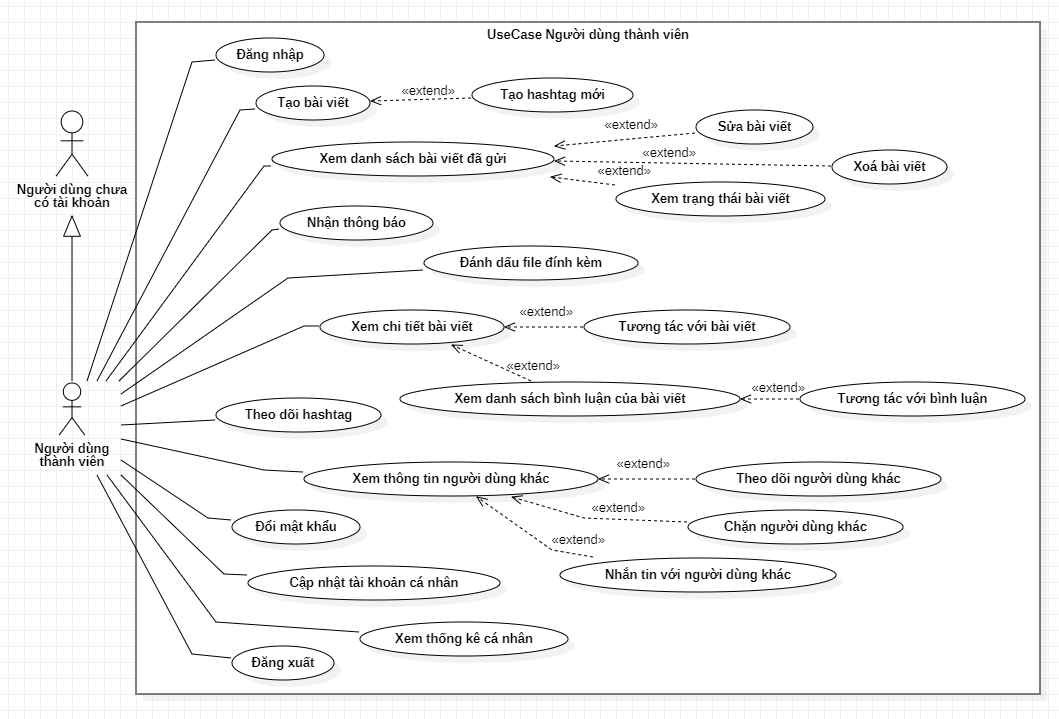 UseCase Người dùng thành viên
Đăng nhập
Tạo bài viết
«extend»
Tạo hashtag mới
«extend»
Sửa bài viết
Xem danh sách bài viết đã gửi
«extend»
Xoá bài viết
«extend»
Xem trạng thái bài viết
Người dùng chưa
có tài khoản
Nhận thông báo
Đánh dấu file đính kèm
Xem chi tiết bài viết
«extend»
Tương tác với bài viết
«extend»
Xem danh sách bình luận của bài viết
«extend»
Tương tác với bình luận
Theo dõi hashtag
Người dùng
thành viên
Xem thông tin người dùng khác
«extend»
Theo dõi người dùng khác
«extend»
Chặn người dùng khác
«extend»
Nhắn tin với người dùng khác
Đổi mật khẩu
Cập nhật tài khoản cá nhân
Xem thống kê cá nhân
Đăng xuất